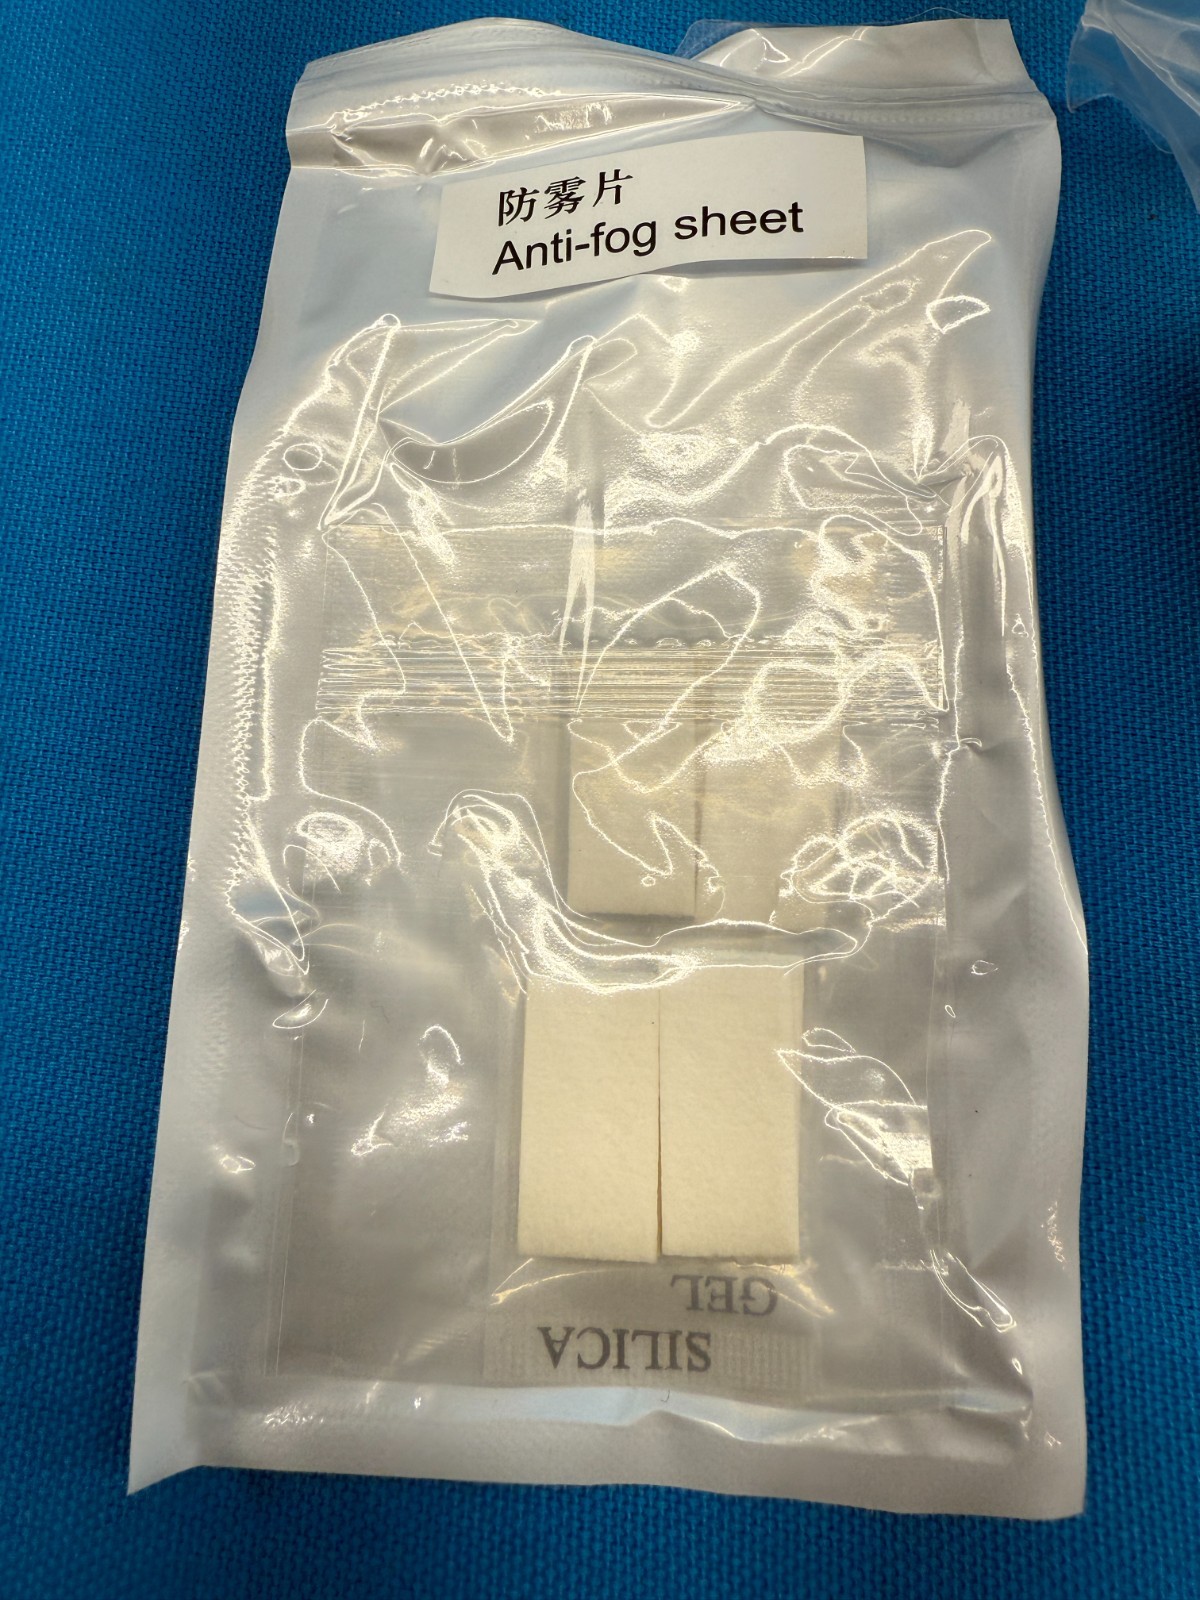 防雾片
Anti-fog sheet
SILICA
GEL